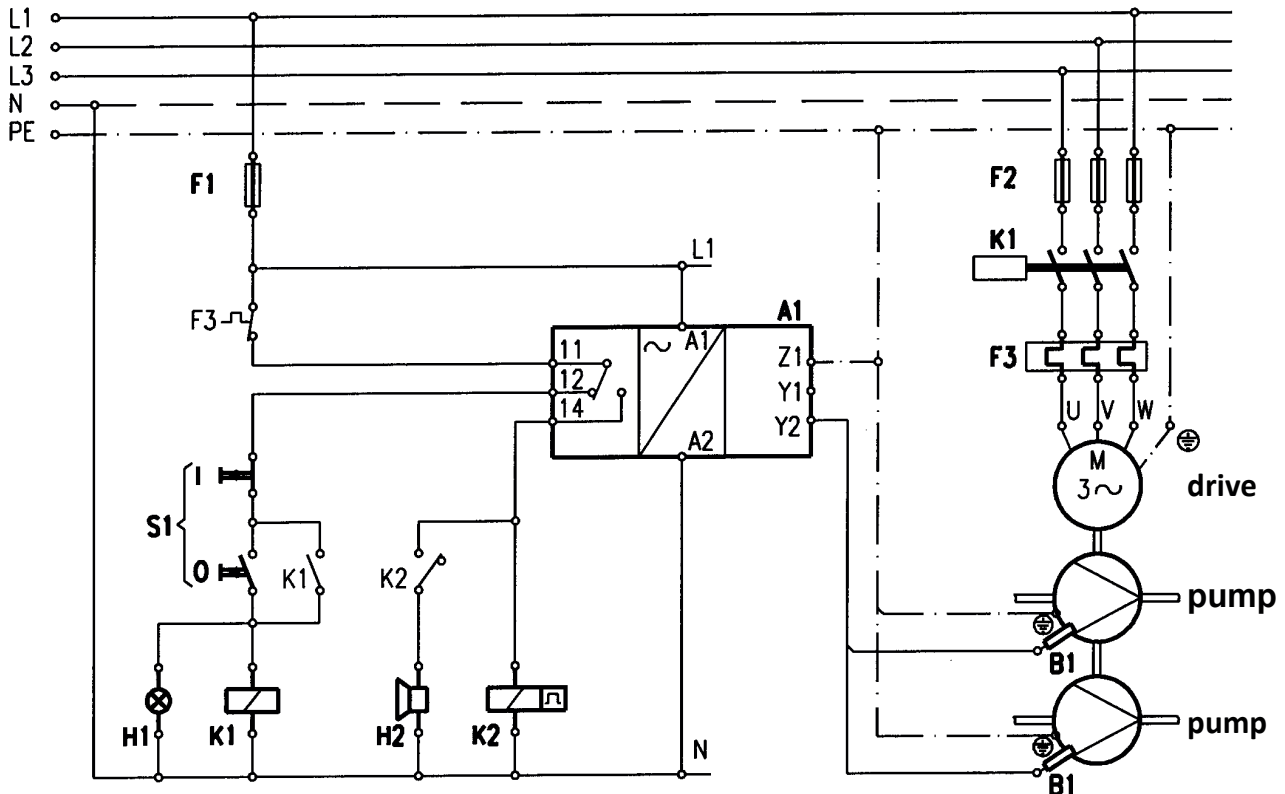 L1
L2
L3
N
PE
F1
F2
K1
L1
F3
A1
11
12
14
~
A1
A2
Z1
Y1
Y2
F3
U V W
M
3~
drive
I
S1
O
K1
K2
pump
B1
H1
K1
H2
K2
N
pump
B1